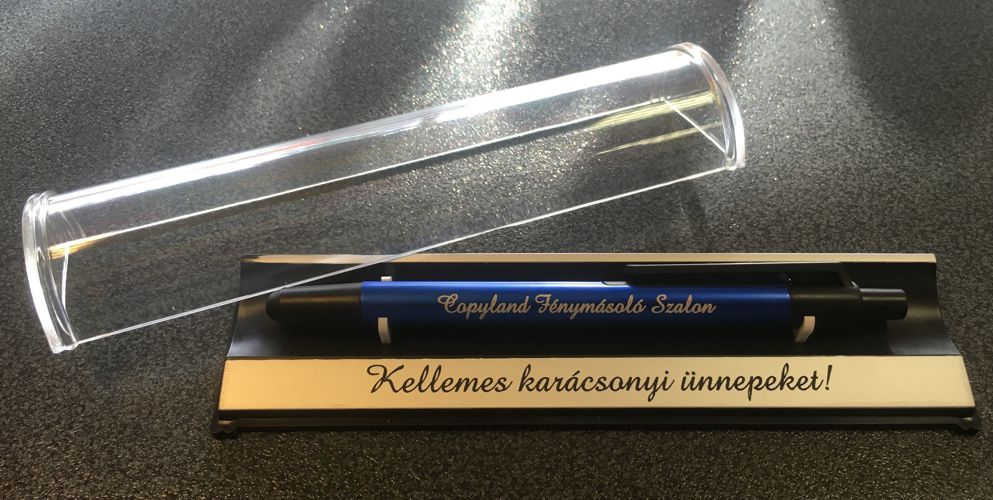 Copyland Fénymásoló Szalon
Kellemes karácsonyi ünnepeket!